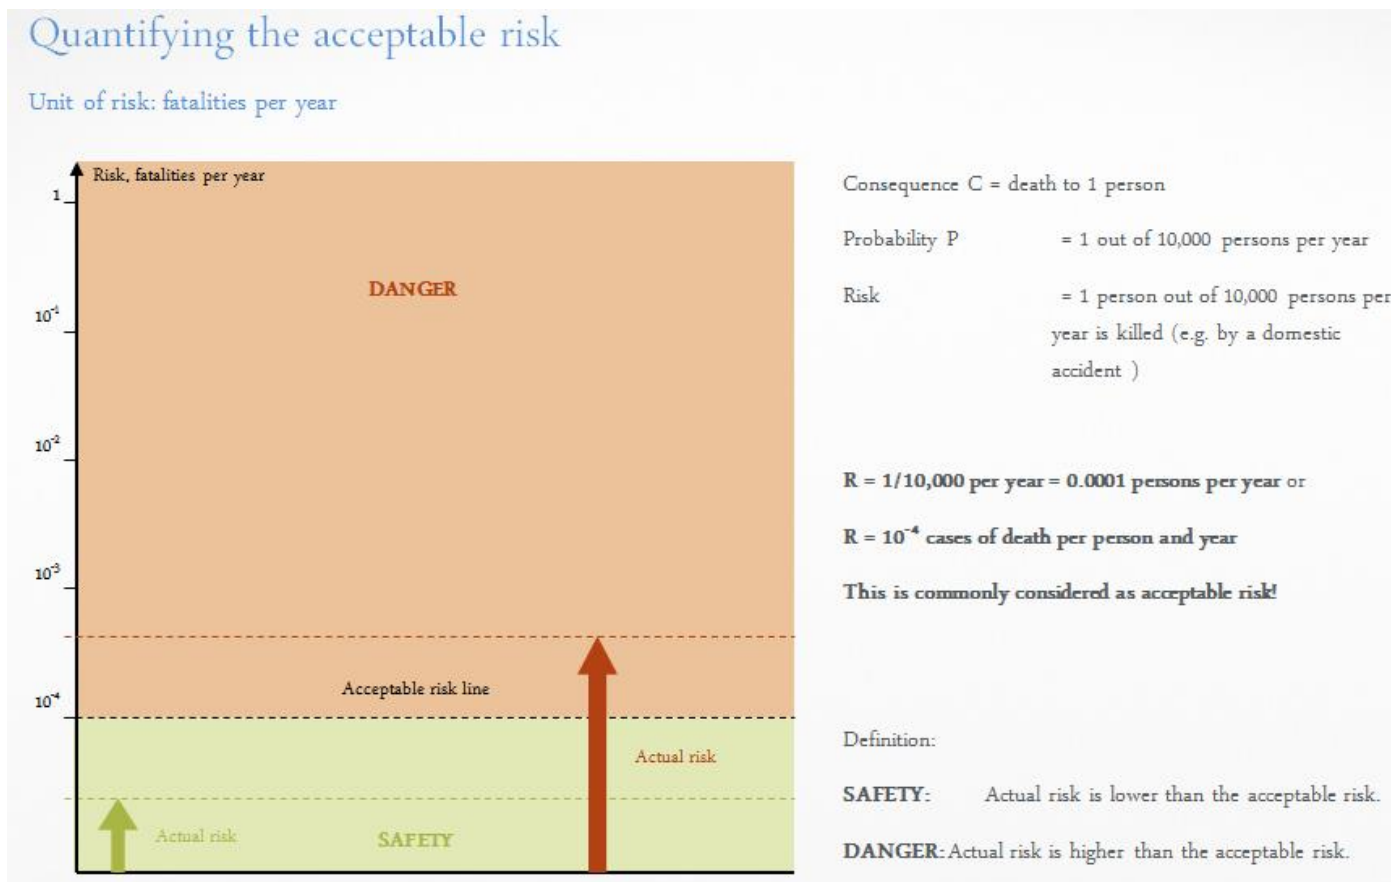 Quantifying the acceptable risk
Unit of risk: fatalities per year
Risk, fatalities per year
1
DANGER
10⁻¹
10⁻²
10⁻³
Acceptable risk line
10⁻⁴
Actual risk
Actual risk
SAFETY
Consequence C = death to 1 person
Probability P = 1 out of 10,000 persons per year
Risk = 1 person out of 10,000 persons per
year is killed (e.g. by a domestic
accident )
R = 1/10,000 per year = 0.0001 persons per year or
R = 10⁻⁴ cases of death per person and year
This is commonly considered as acceptable risk!
Definition:
SAFETY: Actual risk is lower than the acceptable risk.
DANGER: Actual risk is higher than the acceptable risk.